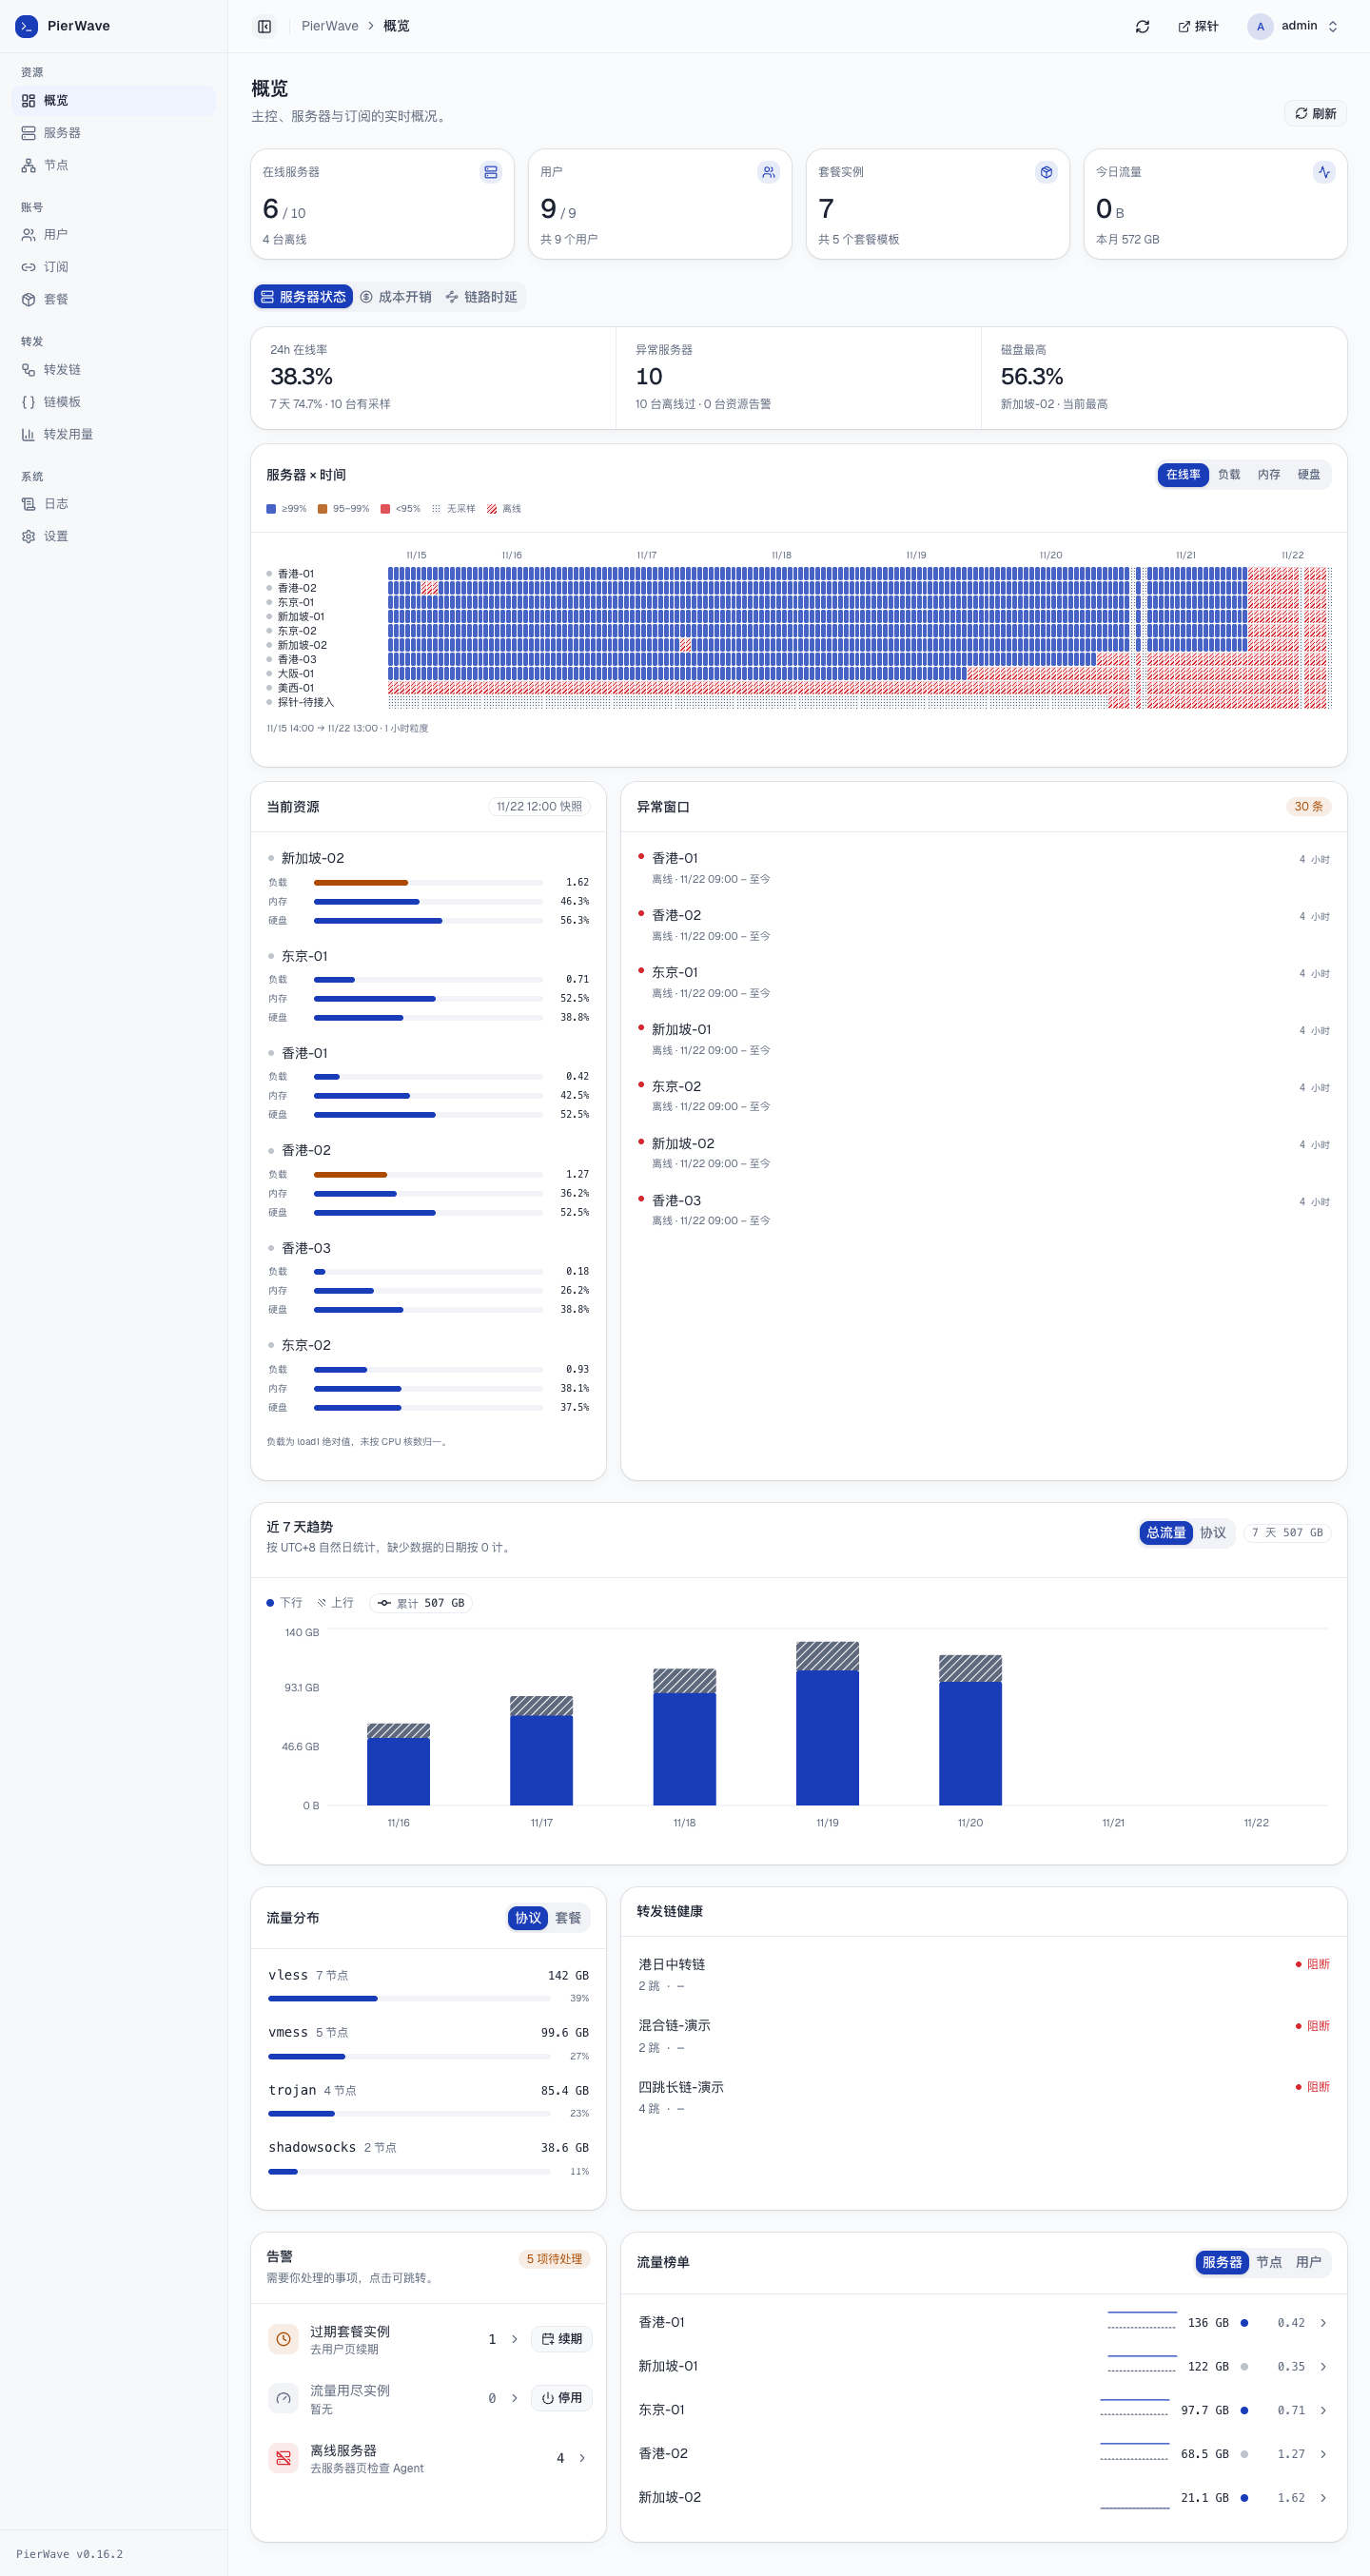 PierWave
资源
概览
服务器
节点
账号
用户
订阅
套餐
转发
转发链
链模板
转发用量
系统
日志
设置
PierWave v0.16.2
PierWave > 概览
探针
A admin
概览
主控、服务器与订阅的实时概况。
刷新
在线服务器
6 / 10
4 台离线
用户
9 / 9
共 9 个用户
套餐实例
7
共 5 个套餐模板
今日流量
0 B
本月 572 GB
服务器状态 成本开销 链路时延
24h 在线率
38.3%
7 天 74.7% · 10 台有采样
异常服务器
10
10 台离线过 · 0 台资源告警
磁盘最高
56.3%
新加坡-02 · 当前最高
服务器 × 时间
在线率 负载 内存 硬盘
≥99% 95–99% <95% 无采样 离线
11/15 11/16 11/17 11/18 11/19 11/20 11/21 11/22
香港-01
香港-02
东京-01
新加坡-01
东京-02
新加坡-02
香港-03
大阪-01
美西-01
探针-待接入
11/15 14:00 → 11/22 13:00 · 1 小时粒度
当前资源 11/22 12:00 快照
新加坡-02
负载 1.62
内存 46.3%
硬盘 56.3%
东京-01
负载 0.71
内存 52.5%
硬盘 38.8%
香港-01
负载 0.42
内存 42.5%
硬盘 52.5%
香港-02
负载 1.27
内存 36.2%
硬盘 52.5%
香港-03
负载 0.18
内存 26.2%
硬盘 38.8%
东京-02
负载 0.93
内存 38.1%
硬盘 37.5%
负载为 load1 绝对值，未按 CPU 核数归一。
异常窗口 30 条
香港-01 4 小时
离线 · 11/22 09:00 – 至今
香港-02 4 小时
离线 · 11/22 09:00 – 至今
东京-01 4 小时
离线 · 11/22 09:00 – 至今
新加坡-01 4 小时
离线 · 11/22 09:00 – 至今
东京-02 4 小时
离线 · 11/22 09:00 – 至今
新加坡-02 4 小时
离线 · 11/22 09:00 – 至今
香港-03 4 小时
离线 · 11/22 09:00 – 至今
近 7 天趋势
按 UTC+8 自然日统计，缺少数据的日期按 0 计。
总流量 协议 7 天 507 GB
下行 上行 累计 507 GB
140 GB
93.1 GB
46.6 GB
0 B
11/16 11/17 11/18 11/19 11/20 11/21 11/22
流量分布 协议 套餐
vless 7 节点 142 GB
39%
vmess 5 节点 99.6 GB
27%
trojan 4 节点 85.4 GB
23%
shadowsocks 2 节点 38.6 GB
11%
转发链健康
港日中转链 阻断
2 跳 · —
混合链-演示 阻断
2 跳 · —
四跳长链-演示 阻断
4 跳 · —
告警 5 项待处理
需要你处理的事项，点击可跳转。
过期套餐实例 1 续期
去用户页续期
流量用尽实例 0 停用
暂无
离线服务器 4
去服务器页检查 Agent
流量榜单 服务器 节点 用户
香港-01 136 GB 0.42
新加坡-01 122 GB 0.35
东京-01 97.7 GB 0.71
香港-02 68.5 GB 1.27
新加坡-02 21.1 GB 1.62